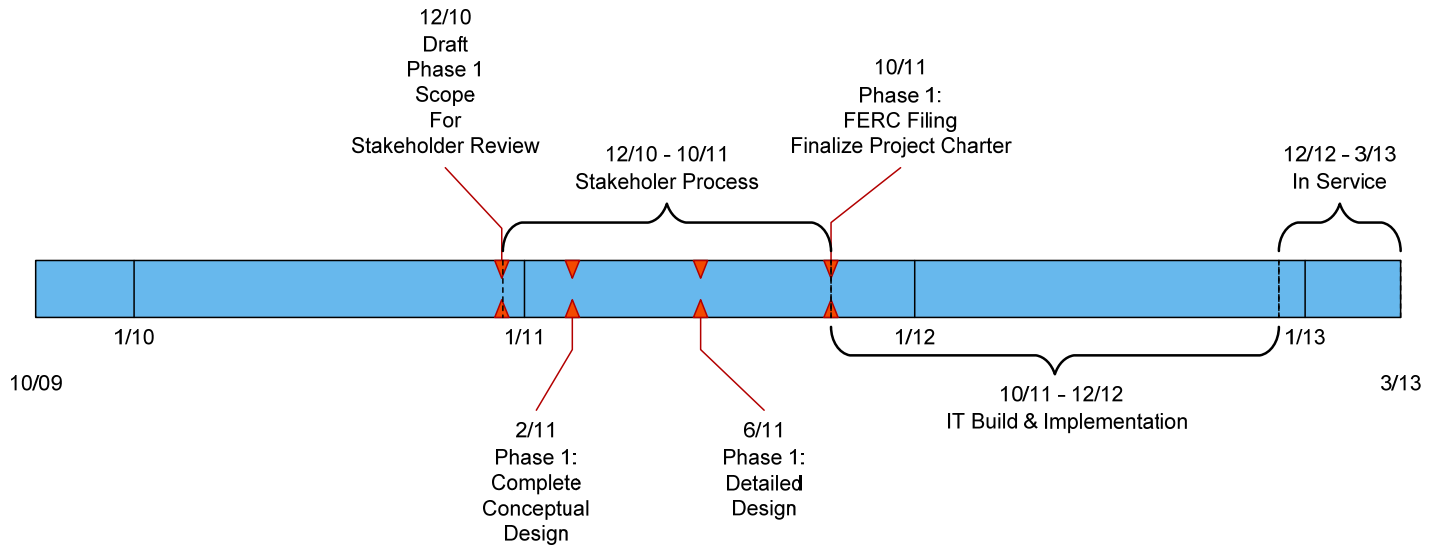 12/10
Draft
Phase 1
Scope
For
Stakeholder Review
10/11
Phase 1:
FERC Filing
Finalize Project Charter
12/10 - 10/11
Stakeholer Process
12/12 - 3/13
In Service
1/10
1/11
1/12
1/13
10/09
3/13
10/11 - 12/12
IT Build & Implementation
2/11
Phase 1:
Complete
Conceptual
Design
6/11
Phase 1:
Detailed
Design